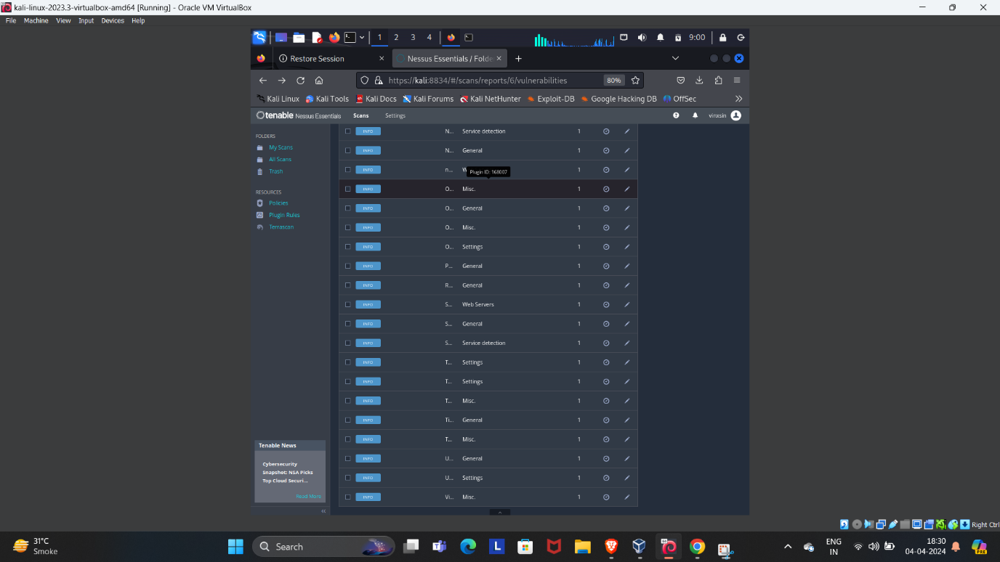 kali-linux-2023.3-virtualbox-amd64 [Running] - Oracle VM VirtualBox
File Machine View Input Devices Help
1 2 3 4 9:00
Restore Session Nessus Essentials / Folde
https://kali:8834/#/scans/reports/6/vulnerabilities 80%
Kali Linux Kali Tools Kali Docs Kali Forums Kali NetHunter Exploit-DB Google Hacking DB OffSec
tenable Nessus Essentials Scans Settings vinxsin
FOLDERS
My Scans
All Scans
Trash
RESOURCES
Policies
Plugin Rules
Terrascan
INFO N... Service detection 1
INFO N... General 1
INFO n... W 1
Plugin ID: 168007
INFO O... Misc. 1
INFO O... General 1
INFO O... Misc. 1
INFO O... Settings 1
INFO P... General 1
INFO R... General 1
INFO S... Web Servers 1
INFO S... General 1
INFO S... Service detection 1
INFO T... Settings 1
INFO T... Settings 1
INFO T... Misc. 1
INFO Ti... General 1
INFO T... Misc. 1
INFO U... General 1
INFO U... Settings 1
INFO Vi... Misc. 1
Tenable News
Cybersecurity
Snapshot: NSA Picks
Top Cloud Securi...
Read More
Right Ctrl
31°C
Smoke
Search
ENG
IN
18:30
04-04-2024